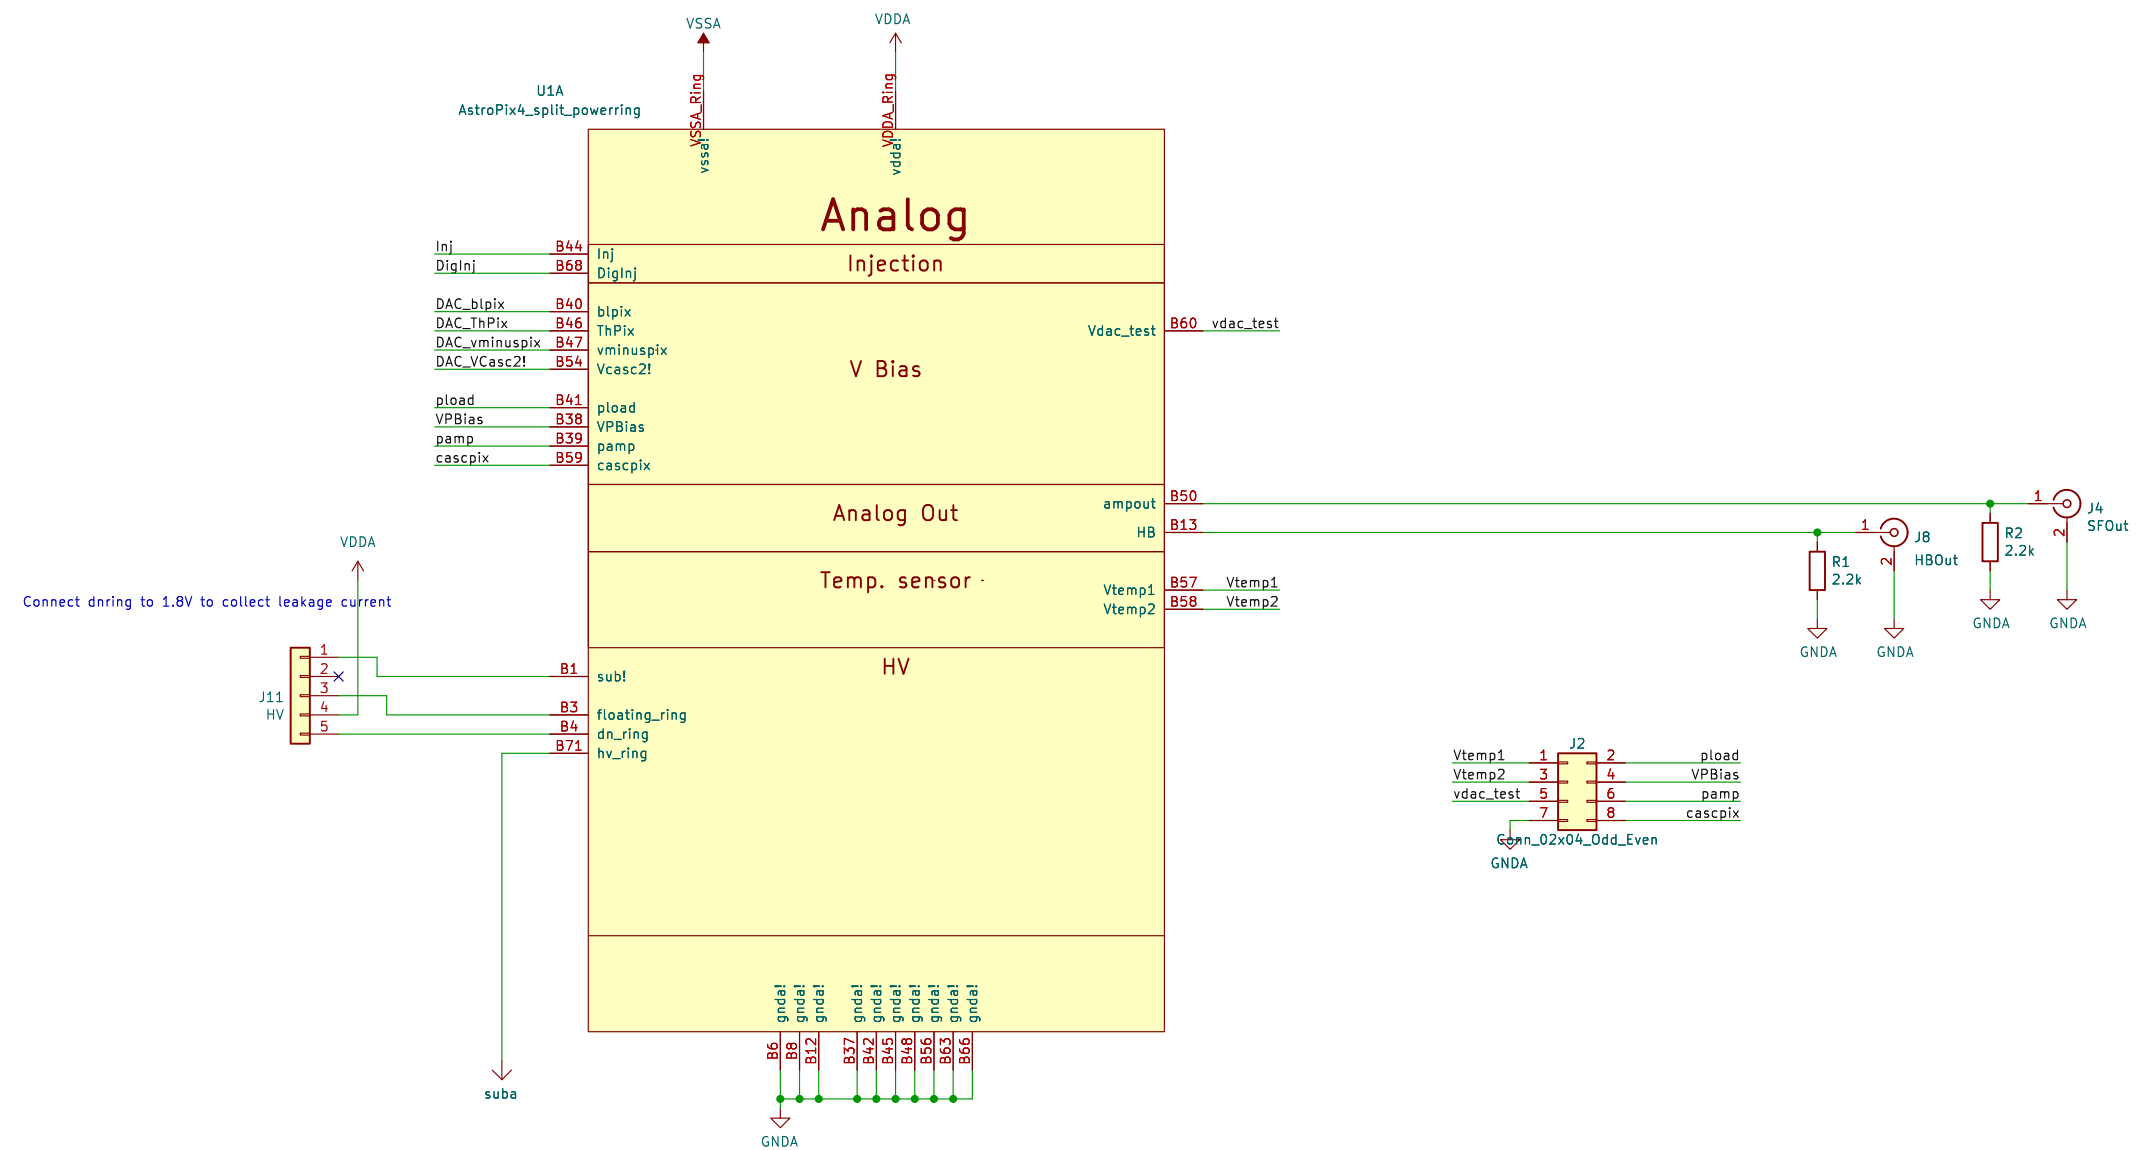 VSSA
VDDA
U1A
AstroPix4_split_powerring
VSSA_Ring
VDDA_Ring
vssa!
vdda!
Analog
Injection
Inj
B44
Inj
DigInj
B68
DigInj
DAC_blpix
B40
blpix
DAC_ThPix
B46
ThPix
DAC_vminuspix
B47
vminuspix
DAC_VCasc2!
B54
Vcasc2!
V Bias
Vdac_test
B60
vdac_test
pload
B41
pload
VPBias
B38
VPBias
pamp
B39
pamp
cascpix
B59
cascpix
Analog Out
ampout
B50
HB
B13
1
J4
SFOut
2
R2
2.2k
GNDA
GNDA
1
J8
HBOut
2
R1
2.2k
GNDA
GNDA
Temp. sensor
Vtemp1
B57
Vtemp1
Vtemp2
B58
Vtemp2
VDDA
Connect dnring to 1.8V to collect leakage current
HV
J11
HV
1
2
3
4
5
B1
sub!
B3
floating_ring
B4
dn_ring
B71
hv_ring
suba
J2
Vtemp1
1
2
pload
Vtemp2
3
4
VPBias
vdac_test
5
6
pamp
7
8
cascpix
Conn_02x04_Odd_Even
GNDA
gnda!
gnda!
gnda!
gnda!
gnda!
gnda!
gnda!
gnda!
gnda!
gnda!
B6
B8
B12
B37
B42
B45
B48
B56
B63
B66
GNDA